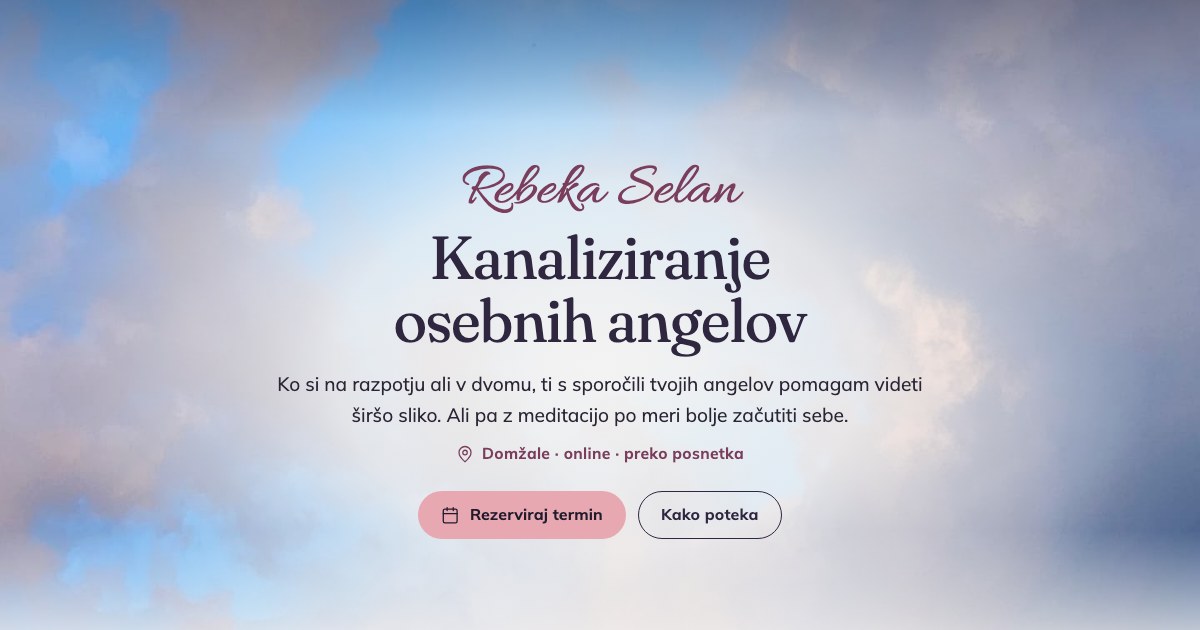 Rebeka Selan
Kanaliziranje
osebnih angelov
Ko si na razpotju ali v dvomu, ti s sporočili tvojih angelov pomagam videti
širšo sliko. Ali pa z meditacijo po meri bolje začutiti sebe.
Domžale · online · preko posnetka
Rezerviraj termin
Kako poteka